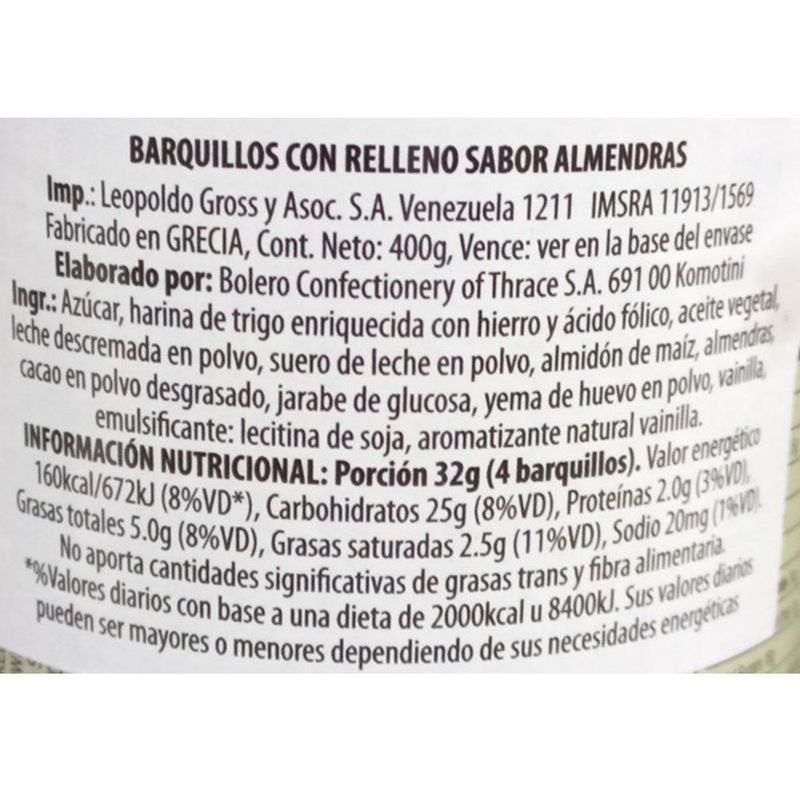 BARQUILLOS CON RELLENO SABOR ALMENDRAS
Imp.: Leopoldo Gross y Asoc. S.A. Venezuela 1211 IMSRA 11913/1569
Fabricado en GRECIA, Cont. Neto: 400g, Vence: ver en la base del envase
Elaborado por: Bolero Confectionery of Thrace S.A. 691 00 Komotini
Ingr.: Azúcar, harina de trigo enriquecida con hierro y ácido fólico, aceite vegetal,
leche descremada en polvo, suero de leche en polvo, almidón de maíz, almendras,
cacao en polvo desgrasado, jarabe de glucosa, yema de huevo en polvo, vainilla,
emulsificante: lecitina de soja, aromatizante natural vainilla.
INFORMACIÓN NUTRICIONAL: Porción 32g (4 barquillos). Valor energético
160kcal/672kJ (8%VD*), Carbohidratos 25g (8%VD), Proteínas 2.0g (3%VD),
Grasas totales 5.0g (8%VD), Grasas saturadas 2.5g (11%VD), Sodio 20mg (1%VD).
No aporta cantidades significativas de grasas trans y fibra alimentaria.
*%Valores diarios con base a una dieta de 2000kcal u 8400kJ. Sus valores diarios
pueden ser mayores o menores dependiendo de sus necesidades energéticas